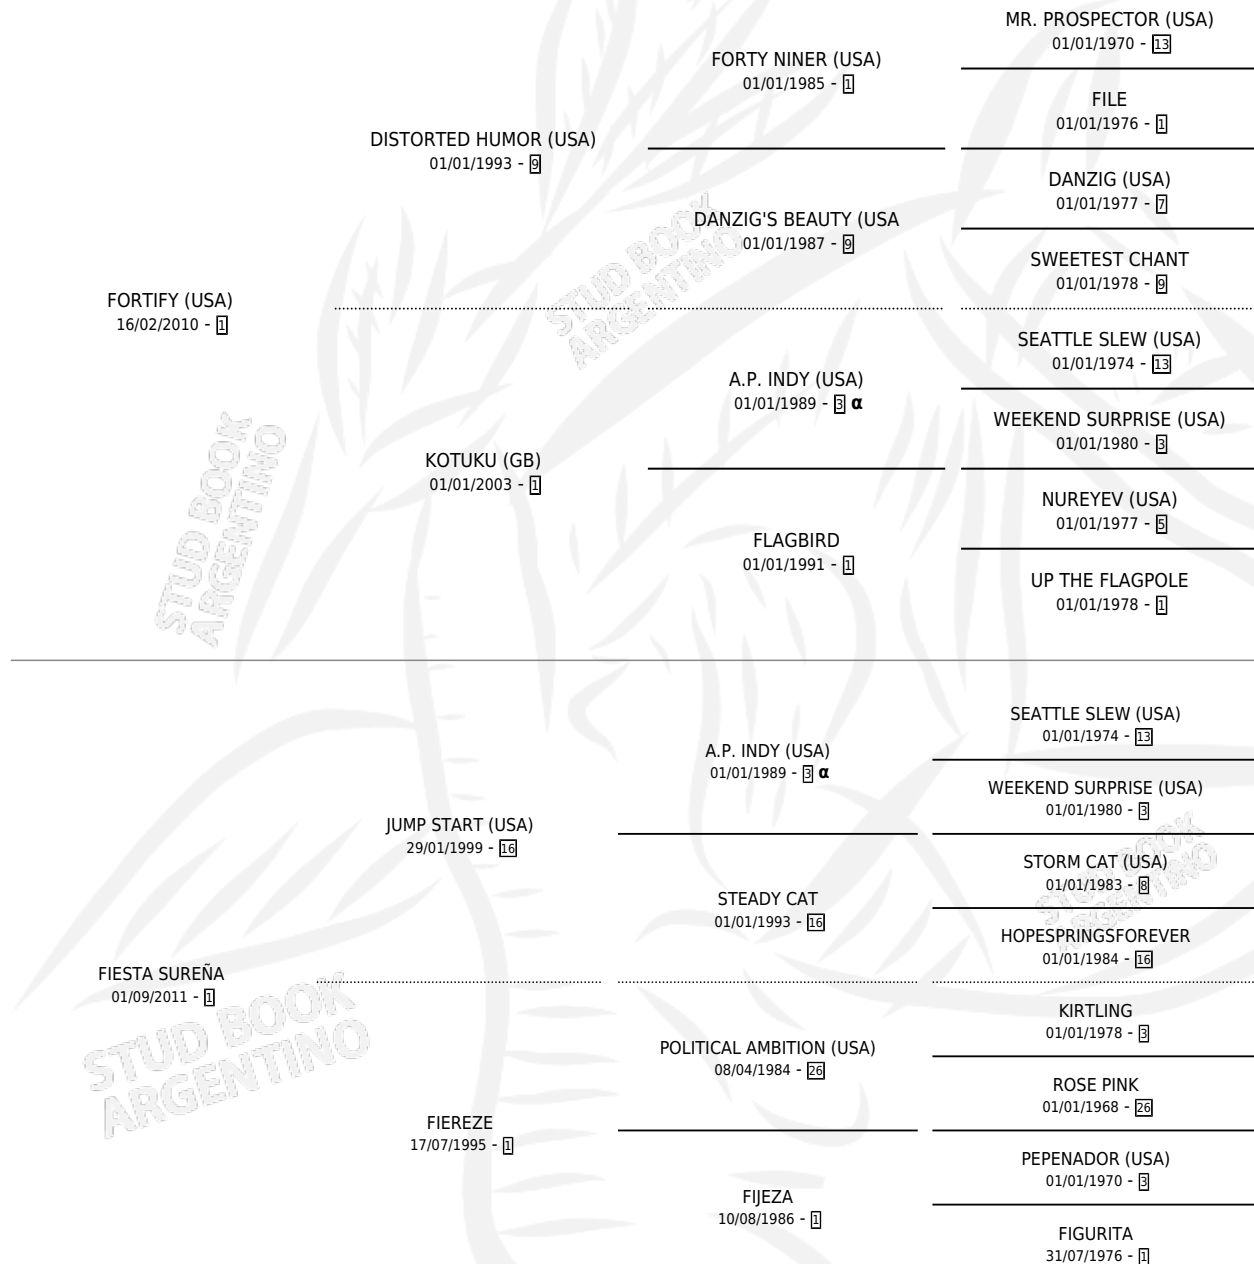 MR. PROSPECTOR (USA)
01/01/1970 - 13
FORTY NINER (USA)
01/01/1985 - 1
FILE
01/01/1976 - 1
DISTORTED HUMOR (USA)
01/01/1993 - 9
DANZIG (USA)
01/01/1977 - 7
DANZIG'S BEAUTY (USA
01/01/1987 - 9
SWEETEST CHANT
01/01/1978 - 9
FORTIFY (USA)
16/02/2010 - 1
SEATTLE SLEW (USA)
01/01/1974 - 13
A.P. INDY (USA)
01/01/1989 - 3 α
WEEKEND SURPRISE (USA)
01/01/1980 - 3
KOTUKU (GB)
01/01/2003 - 1
NUREYEV (USA)
01/01/1977 - 5
FLAGBIRD
01/01/1991 - 1
UP THE FLAGPOLE
01/01/1978 - 1
SEATTLE SLEW (USA)
01/01/1974 - 13
A.P. INDY (USA)
01/01/1989 - 3 α
WEEKEND SURPRISE (USA)
01/01/1980 - 3
JUMP START (USA)
29/01/1999 - 16
STORM CAT (USA)
01/01/1983 - 8
STEADY CAT
01/01/1993 - 16
HOPESPRINGSFOREVER
01/01/1984 - 16
FIESTA SUREÑA
01/09/2011 - 1
KIRTLING
01/01/1978 - 3
POLITICAL AMBITION (USA)
08/04/1984 - 26
ROSE PINK
01/01/1968 - 26
FIEREZE
17/07/1995 - 1
PEPENADOR (USA)
01/01/1970 - 3
FIJEZA
10/08/1986 - 1
FIGURITA
31/07/1976 - 1
STUD BOOK
ARGENTINO
STUD BOOK
ARGENTINO
STUD BOOK
ARGENTINO
STUD BOOK
ARGENTINO